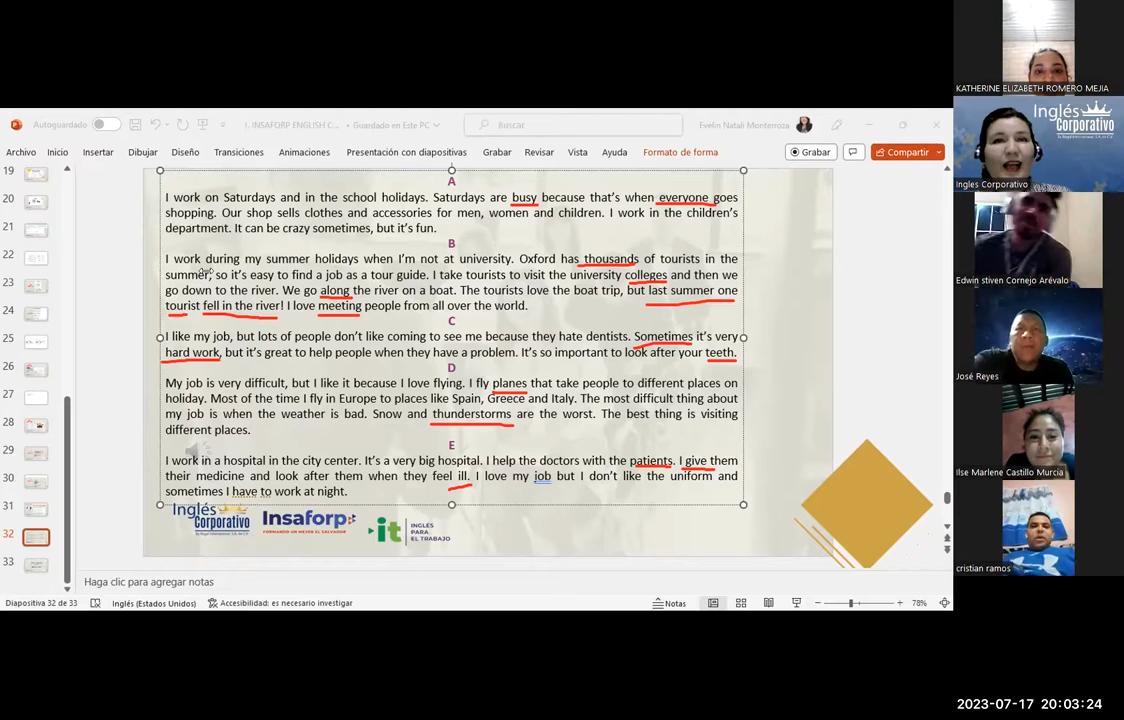 KATHERINE ELIZABETH ROMERO MEJIA
Autoguardado
I. INSAFORP ENGLISH C... • Guardado en Este PC
Buscar
Evelin Natali Monterroza
Inglés
Corporativo
Archivo Inicio Insertar Dibujar Diseño Transiciones Animaciones Presentación con diapositivas Grabar Revisar Vista Ayuda Formato de forma
Grabar
Compartir
Ingles Corporativo
19
20
21
22
23
24
25
26
27
28
29
30
31
32
33
A
I work on Saturdays and in the school holidays. Saturdays are busy because that's when everyone goes
shopping. Our shop sells clothes and accessories for men, women and children. I work in the children's
department. It can be crazy sometimes, but it's fun.
B
I work during my summer holidays when I'm not at university. Oxford has thousands of tourists in the
summer, so it's easy to find a job as a tour guide. I take tourists to visit the university colleges and then we
go down to the river. We go along the river on a boat. The tourists love the boat trip, but last summer one
tourist fell in the river! I love meeting people from all over the world.
C
I like my job, but lots of people don't like coming to see me because they hate dentists. Sometimes it's very
hard work, but it's great to help people when they have a problem. It's so important to look after your teeth.
D
My job is very difficult, but I like it because I love flying. I fly planes that take people to different places on
holiday. Most of the time I fly in Europe to places like Spain, Greece and Italy. The most difficult thing about
my job is when the weather is bad. Snow and thunderstorms are the worst. The best thing is visiting
different places.
E
I work in a hospital in the city center. It's a very big hospital. I help the doctors with the patients. I give them
their medicine and look after them when they feel ill. I love my job but I don't like the uniform and
sometimes I have to work at night.
Inglés
Corporativo
Insaforp
FORMANDO UN MEJOR EL SALVADOR
it
INGLÉS
PARA
EL TRABAJO
Edwin stiven Cornejo Arévalo
José Reyes
Ilse Marlene Castillo Murcia
cristian ramos
Haga clic para agregar notas
Diapositiva 32 de 33
Inglés (Estados Unidos)
Accesibilidad: es necesario investigar
Notas
78%
2023-07-17 20:03:24